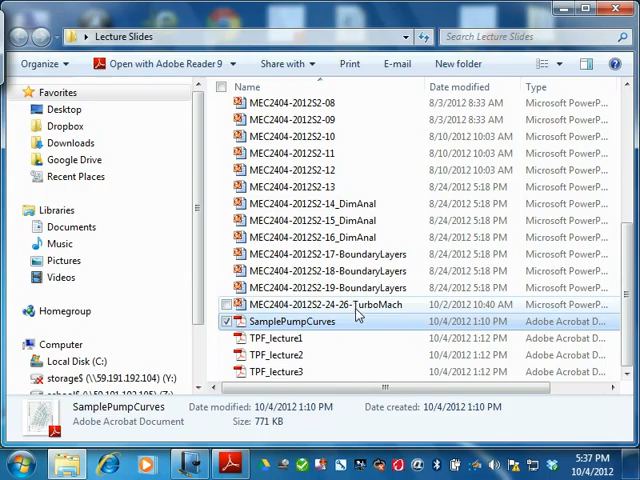 Lecture Slides
Search Lecture Slides
Organize
Open with Adobe Reader 9
Share with
Print
E-mail
New folder
Name
Date modified
Type
Favorites
Desktop
Dropbox
Downloads
Google Drive
Recent Places
Libraries
Documents
Music
Pictures
Videos
Homegroup
Computer
Local Disk (C:)
storage$ (\\59.191.192.104) (Y:)
MEC2404-2012S2-08 8/3/2012 8:33 AM Microsoft PowerP...
MEC2404-2012S2-09 8/3/2012 8:33 AM Microsoft PowerP...
MEC2404-2012S2-10 8/10/2012 10:03 AM Microsoft PowerP...
MEC2404-2012S2-11 8/10/2012 10:03 AM Microsoft PowerP...
MEC2404-2012S2-12 8/10/2012 10:03 AM Microsoft PowerP...
MEC2404-2012S2-13 8/24/2012 5:18 PM Microsoft PowerP...
MEC2404-2012S2-14_DimAnal 8/24/2012 5:18 PM Microsoft PowerP...
MEC2404-2012S2-15_DimAnal 8/24/2012 5:18 PM Microsoft PowerP...
MEC2404-2012S2-16_DimAnal 8/24/2012 5:18 PM Microsoft PowerP...
MEC2404-2012S2-17-BoundaryLayers 8/24/2012 5:18 PM Microsoft PowerP...
MEC2404-2012S2-18-BoundaryLayers 8/24/2012 5:18 PM Microsoft PowerP...
MEC2404-2012S2-19-BoundaryLayers 8/24/2012 5:18 PM Microsoft PowerP...
MEC2404-2012S2-24-26-TurboMach 10/2/2012 10:40 AM Microsoft PowerP...
SamplePumpCurves 10/4/2012 1:10 PM Adobe Acrobat D...
TPF_lecture1 10/4/2012 1:12 PM Adobe Acrobat D...
TPF_lecture2 10/4/2012 1:12 PM Adobe Acrobat D...
TPF_lecture3 10/4/2012 1:12 PM Adobe Acrobat D...
SamplePumpCurves Date modified: 10/4/2012 1:10 PM Date created: 10/4/2012 1:10 PM
Adobe Acrobat Document Size: 771 KB
5:37 PM
10/4/2012